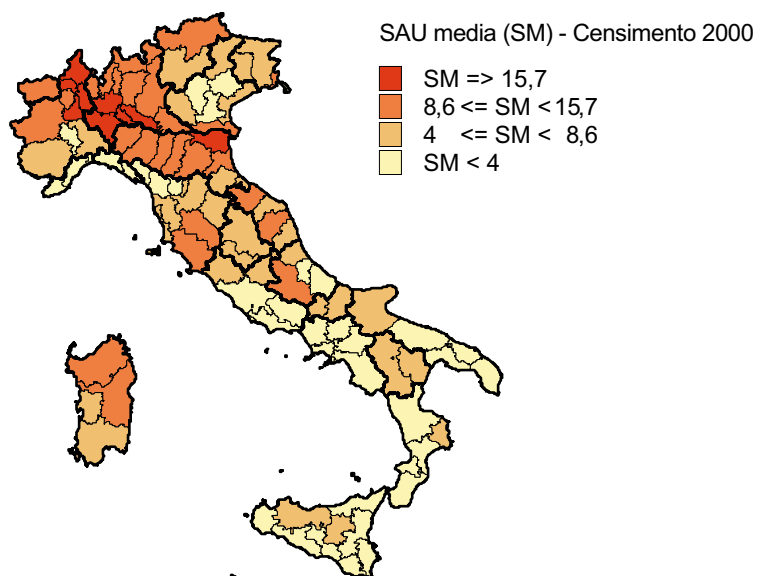 SAU media (SM) - Censimento 2000
SM => 15,7
8,6 <= SM < 15,7
4 <= SM < 8,6
SM < 4